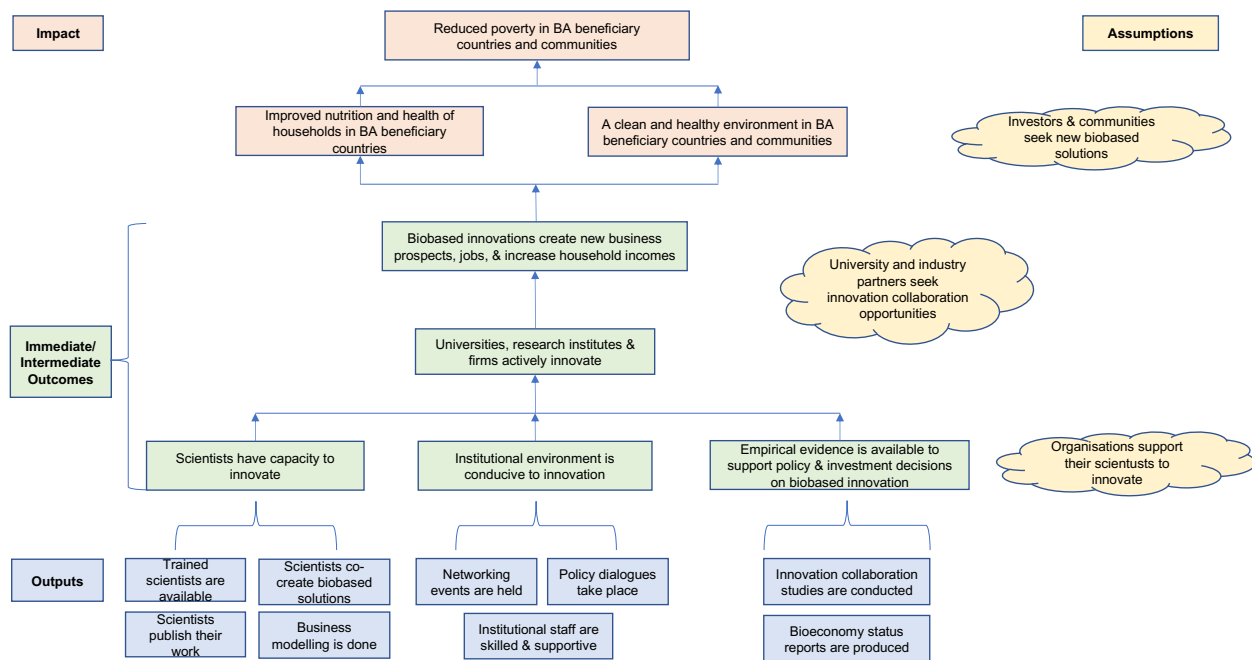 Impact
Reduced poverty in BA beneficiary
countries and communities
Assumptions
Improved nutrition and health of
households in BA beneficiary
countries
A clean and healthy environment in BA
beneficiary countries and communities
Investors & communities
seek new biobased
solutions
Biobased innovations create new business
prospects, jobs, & increase household incomes
University and industry
partners seek
innovation collaboration
opportunities
Immediate/
Intermediate
Outcomes
Universities, research institutes &
firms actively innovate
Scientists have capacity to
innovate
Institutional environment is
conducive to innovation
Empirical evidence is available to
support policy & investment decisions
on biobased innovation
Organisations support
their scientusts to
innovate
Outputs
Trained
scientists are
available
Scientists co-
create biobased
solutions
Networking
events are held
Policy dialogues
take place
Innovation collaboration
studies are conducted
Scientists
publish their
work
Business
modelling is done
Institutional staff are
skilled & supportive
Bioeconomy status
reports are produced